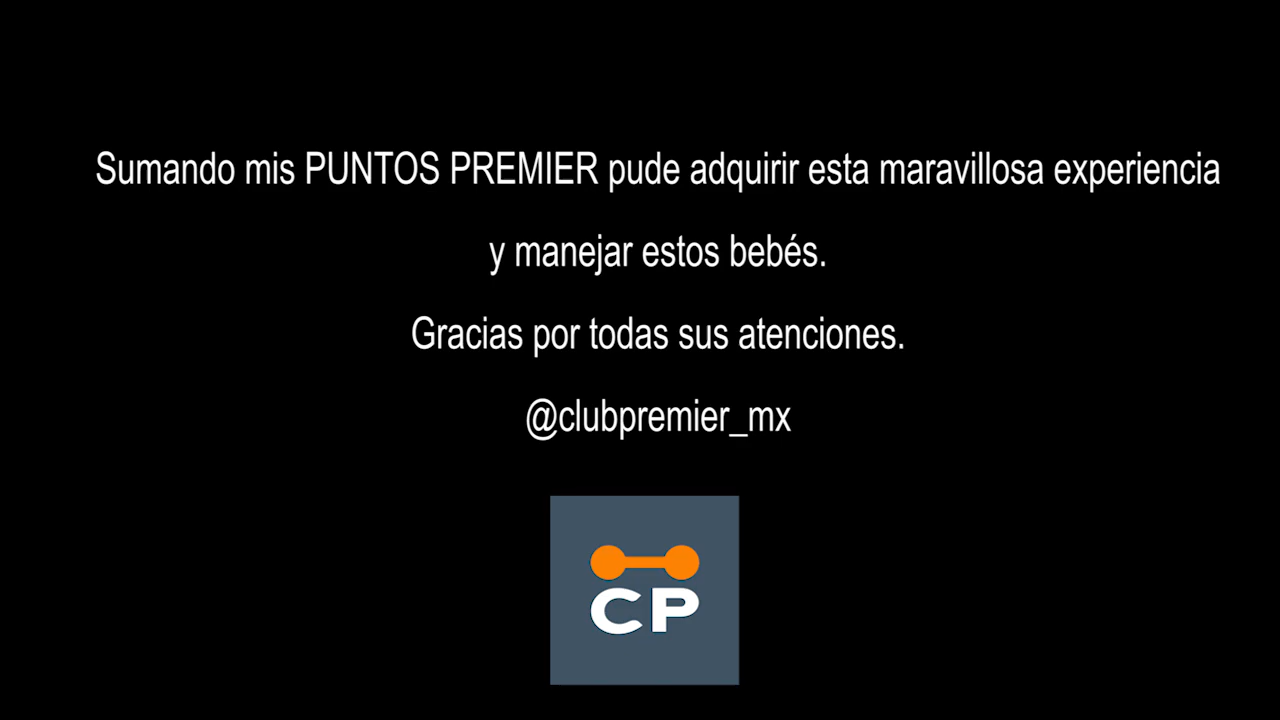 Sumando mis PUNTOS PREMIER pude adquirir esta maravillosa experiencia
y manejar estos bebés.
Gracias por todas sus atenciones.
@clubpremier_mx
CP